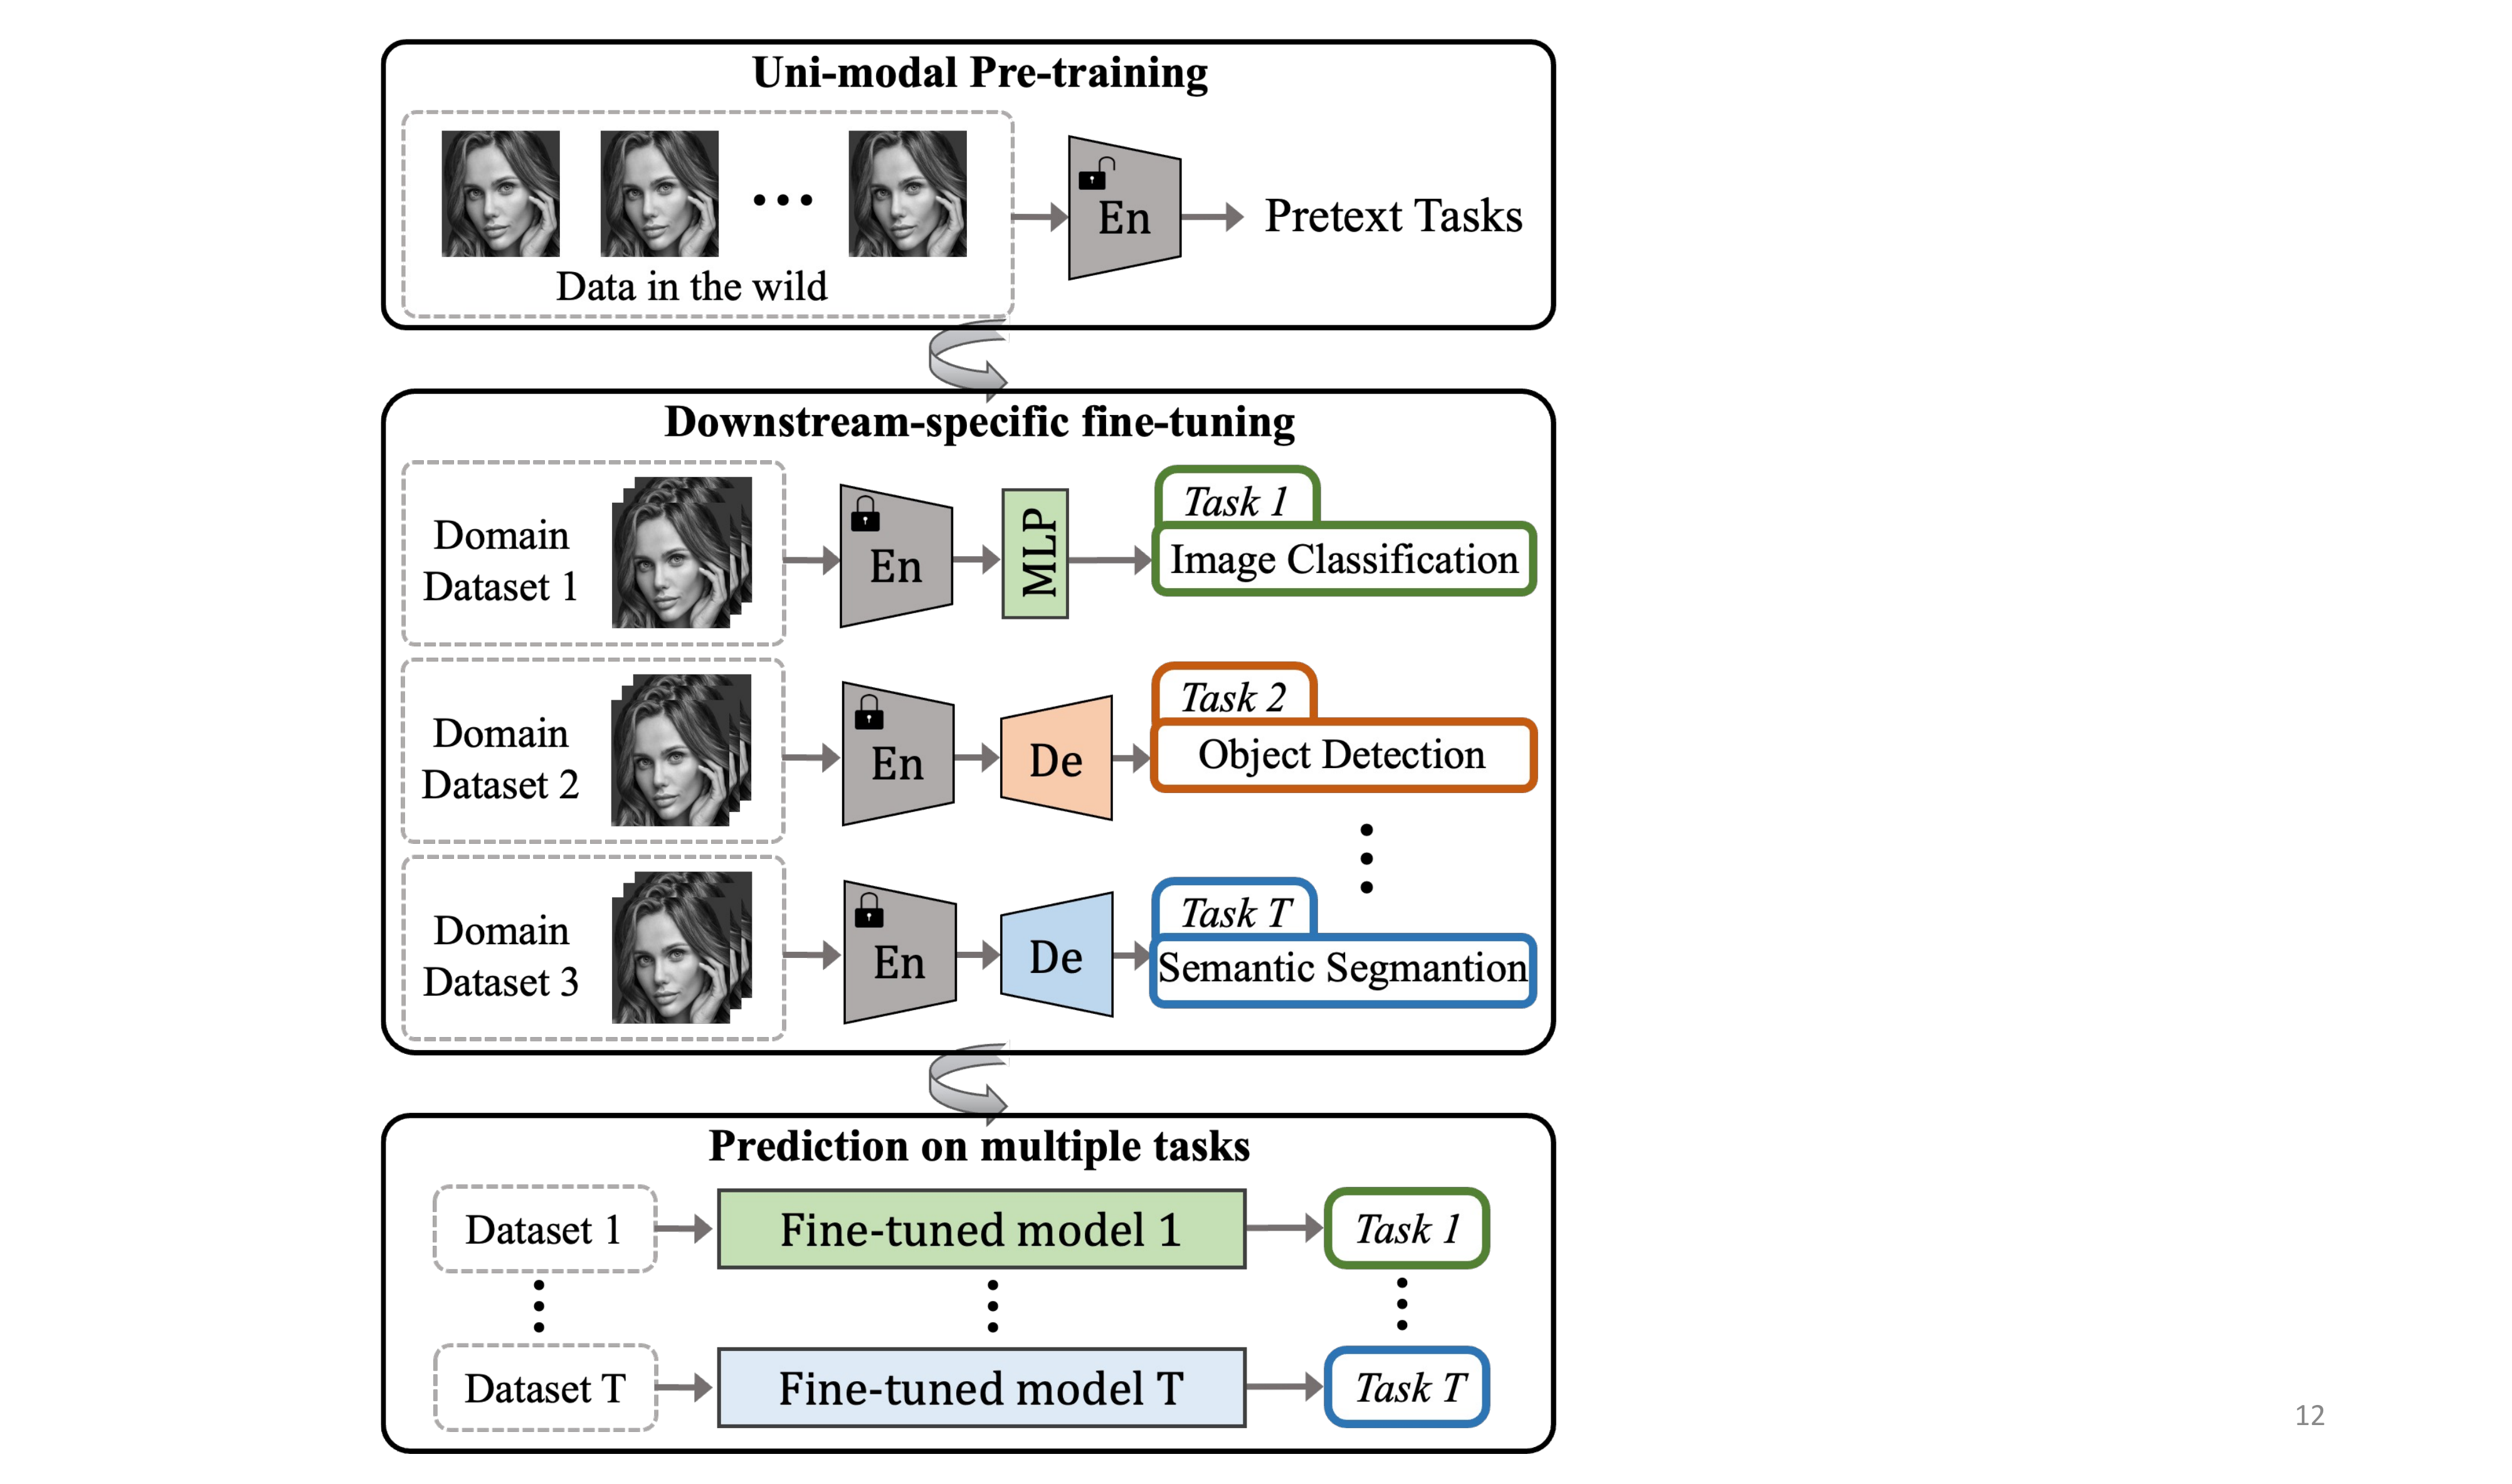 Uni-modal Pre-training
Data in the wild
En
Pretext Tasks
Downstream-specific fine-tuning
Domain
Dataset 1
En
MLP
Task 1
Image Classification
Domain
Dataset 2
En
De
Task 2
Object Detection
Domain
Dataset 3
En
De
Task T
Semantic Segmantion
Prediction on multiple tasks
Dataset 1
Fine-tuned model 1
Task 1
Dataset T
Fine-tuned model T
Task T
12